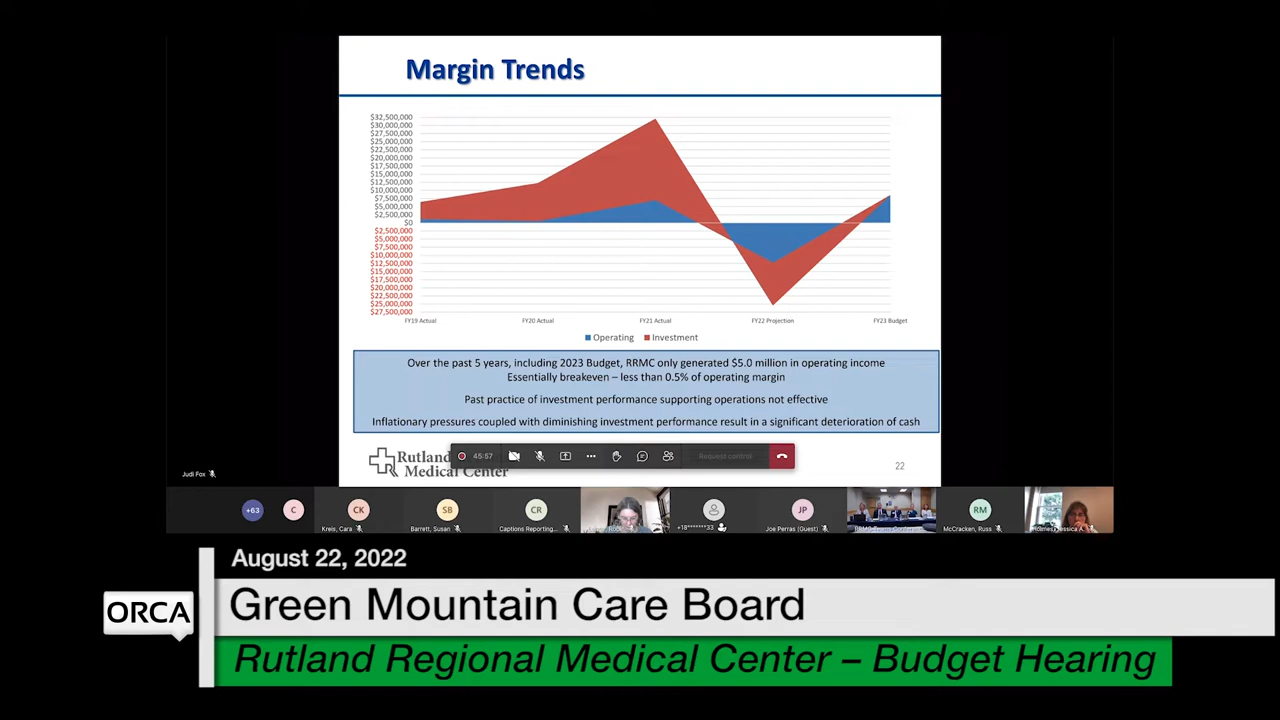 Margin Trends
$32,500,000
$30,000,000
$27,500,000
$25,000,000
$22,500,000
$20,000,000
$17,500,000
$15,000,000
$12,500,000
$10,000,000
$7,500,000
$5,000,000
$2,500,000
$0
$2,500,000
$5,000,000
$7,500,000
$10,000,000
$12,500,000
$15,000,000
$17,500,000
$20,000,000
$22,500,000
$25,000,000
$27,500,000
FY19 Actual FY20 Actual FY21 Actual FY22 Projection FY23 Budget
Operating Investment
Over the past 5 years, including 2023 Budget, RRMC only generated $5.0 million in operating income
Essentially breakeven – less than 0.5% of operating margin
Past practice of investment performance supporting operations not effective
Inflationary pressures coupled with diminishing investment performance result in a significant deterioration of cash
Rutland
Medical Center
45:57 Request control
22
Judi Fox
+63 C CK SB CR JP RM
Kreis, Cara Barrett, Susan Captions Reporting,... +18*******33 Joe Perras (Guest) McCracken, Russ
August 22, 2022
ORCA
Green Mountain Care Board
Rutland Regional Medical Center – Budget Hearing